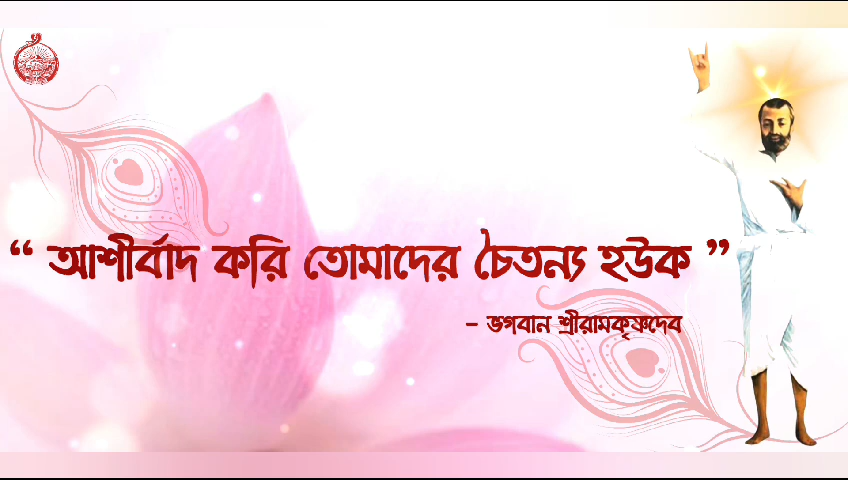 “ আশীর্বাদ করি তোমাদের চৈতন্য হউক ”
- ভগবান শ্রীরামকৃষ্ণদেব